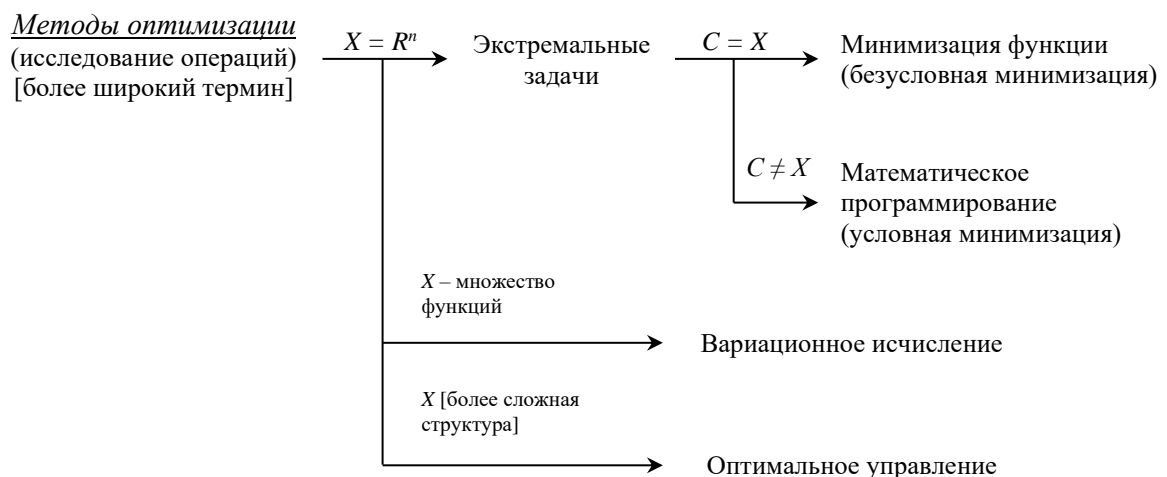 Методы оптимизации
(исследование операций)
[более широкий термин]
X = Rⁿ
Экстремальные
задачи
C = X
Минимизация функции
(безусловная минимизация)
C ≠ X
Математическое
программирование
(условная минимизация)
X – множество
функций
Вариационное исчисление
X [более сложная
структура]
Оптимальное управление